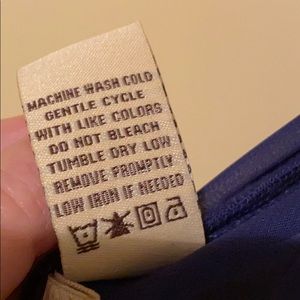 MACHINE WASH COLD
GENTLE CYCLE
WITH LIKE COLORS
DO NOT BLEACH
TUMBLE DRY LOW
REMOVE PROMPTLY
LOW IRON IF NEEDED